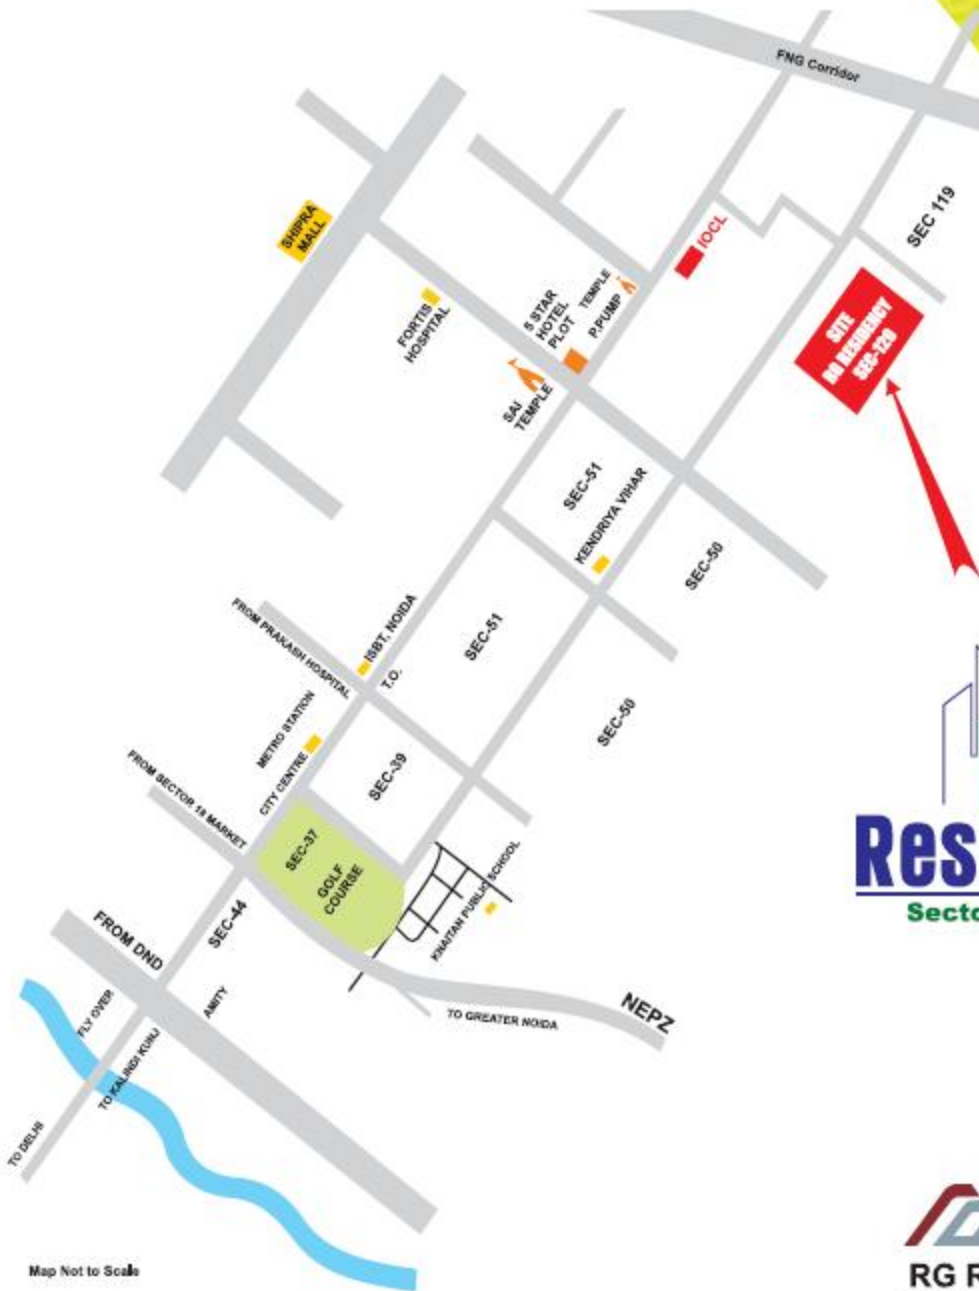 FNG Corridor
SEC 119
SHIPRA
MALL
IOCL
FORTIS
HOSPITAL
5 STAR
HOTEL
PLOT
TEMPLE
P.PUMP
SITE
RG RESIDENCY
SEC-120
SAI
TEMPLE
SEC-51
KENDRIYA VIHAR
SEC-50
SEC-51
ISBT, NOIDA
T.O.
FROM PRAKASH HOSPITAL
SEC-50
METRO STATION
CITY CENTRE
SEC-39
FROM SECTOR 18 MARKET
SEC-37
GOLF
COURSE
KNAITAN PUBLIC SCHOOL
SEC-44
FROM DND
FLY OVER
AMITY
TO KALINDI KUNJ
TO DELHI
TO GREATER NOIDA
NEPZ
Res
Secto
Map Not to Scale
RG R